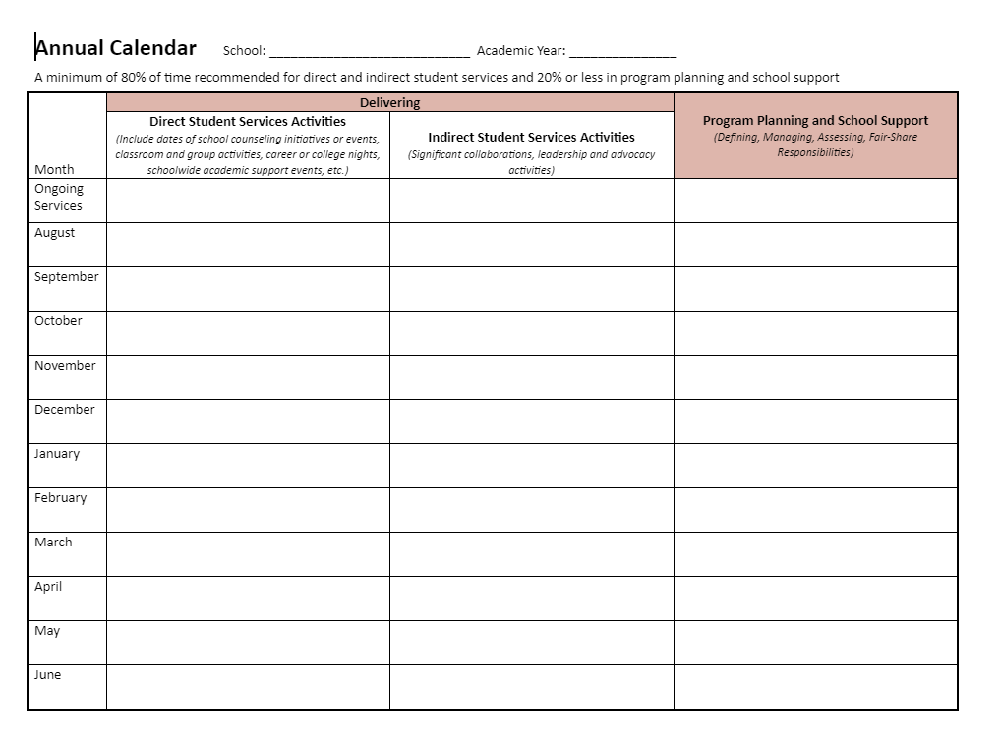 Annual Calendar School: ____________________________ Academic Year: _______________
A minimum of 80% of time recommended for direct and indirect student services and 20% or less in program planning and school support
Delivering
Direct Student Services Activities
(Include dates of school counseling initiatives or events,
classroom and group activities, career or college nights,
schoolwide academic support events, etc.)
Indirect Student Services Activities
(Significant collaborations, leadership and advocacy
activities)
Program Planning and School Support
(Defining, Managing, Assessing, Fair-Share
Responsibilities)
Month
Ongoing
Services
August
September
October
November
December
January
February
March
April
May
June